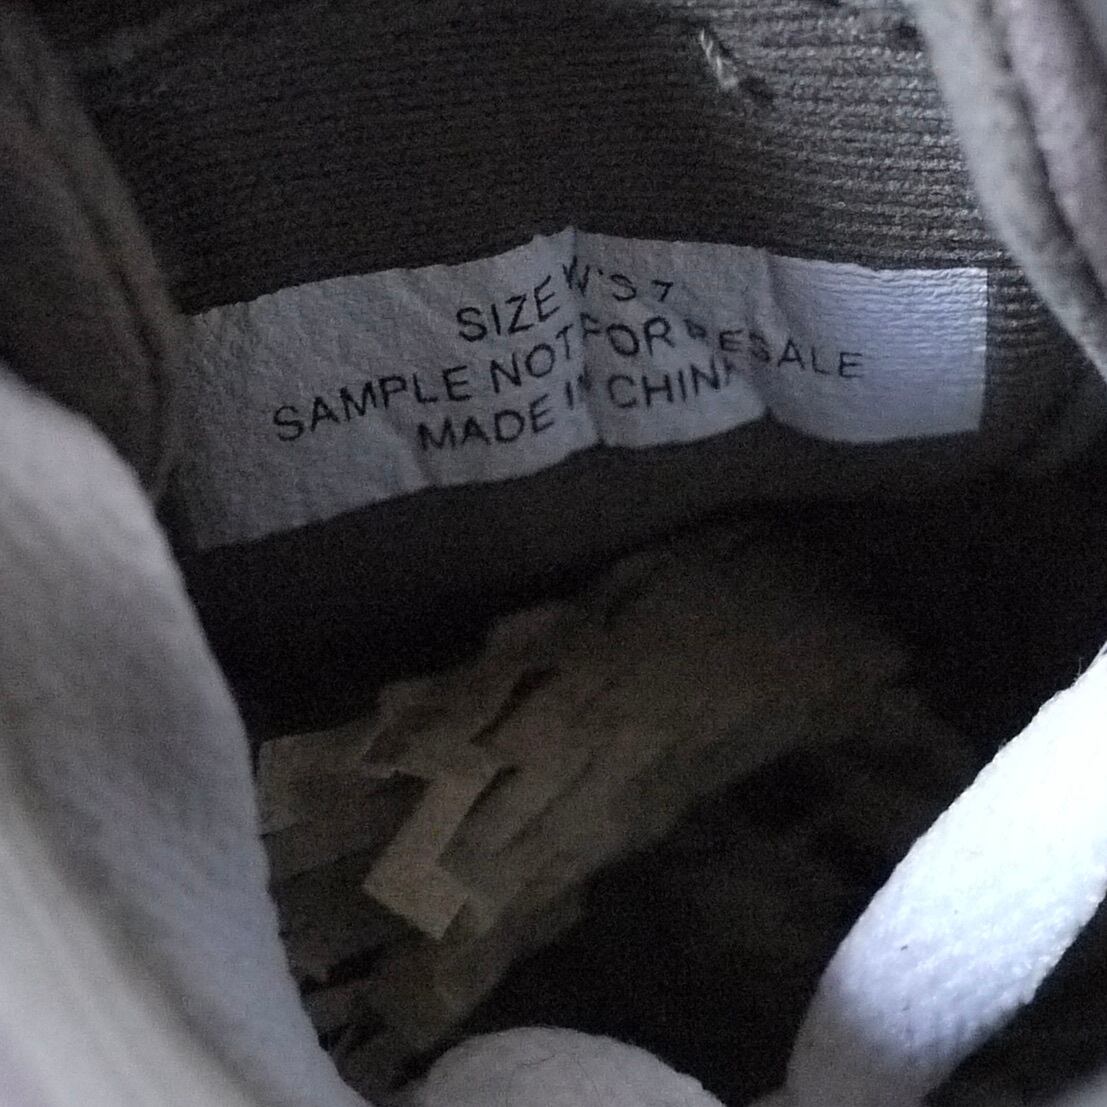 SIZE W'S 7
SAMPLE NOT FOR RESALE
MADE IN CHINA